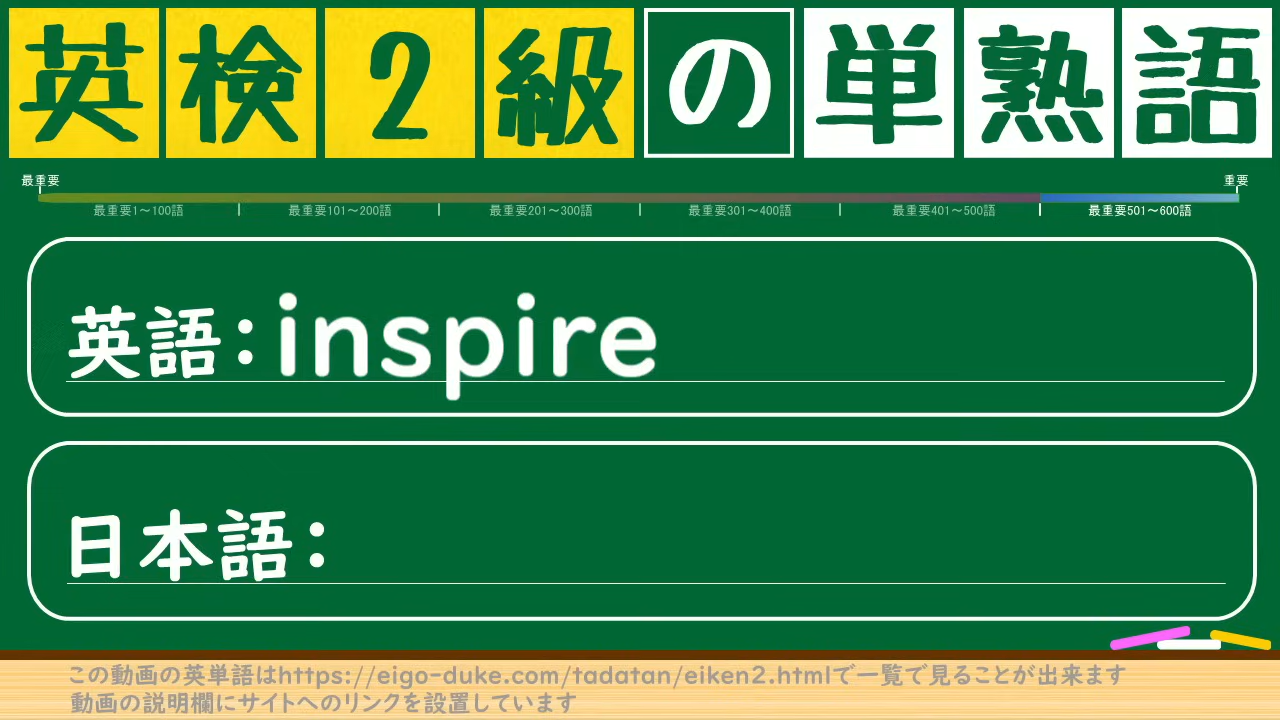 英検2級の単熟語
最重要 重要
最重要1～100語 最重要101～200語 最重要201～300語 最重要301～400語 最重要401～500語 最重要501～600語
英語：inspire
日本語：
この動画の英単語はhttps://eigo-duke.com/tadatan/eiken2.htmlで一覧で見ることが出来ます
動画の説明欄にサイトへのリンクを設置しています